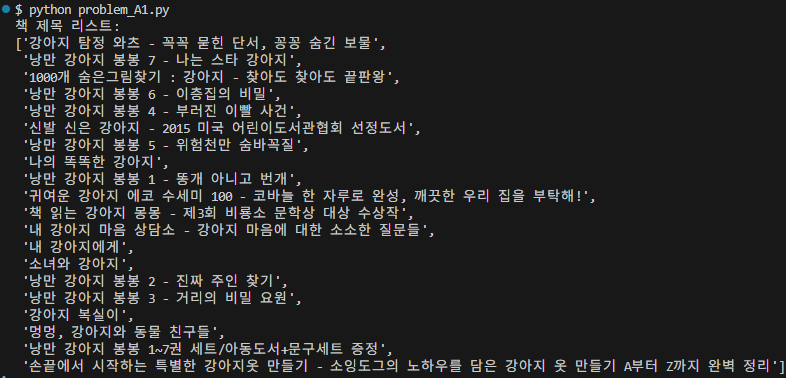 $ python problem_A1.py
책 제목 리스트:
['강아지 탐정 와츠 - 꼭꼭 묻힌 단서, 꽁꽁 숨긴 보물',
'낭만 강아지 봉봉 7 - 나는 스타 강아지',
'1000개 숨은그림찾기 : 강아지 - 찾아도 찾아도 끝판왕',
'낭만 강아지 봉봉 6 - 이층집의 비밀',
'낭만 강아지 봉봉 4 - 부러진 이빨 사건',
'신발 신은 강아지 - 2015 미국 어린이도서관협회 선정도서',
'낭만 강아지 봉봉 5 - 위험천만 숨바꼭질',
'나의 똑똑한 강아지',
'낭만 강아지 봉봉 1 - 똥개 아니고 번개',
'귀여운 강아지 에코 수세미 100 - 코바늘 한 자루로 완성, 깨끗한 우리 집을 부탁해!',
'책 읽는 강아지 몽몽 - 제3회 비룡소 문학상 대상 수상작',
'내 강아지 마음 상담소 - 강아지 마음에 대한 소소한 질문들',
'내 강아지에게',
'소녀와 강아지',
'낭만 강아지 봉봉 2 - 진짜 주인 찾기',
'낭만 강아지 봉봉 3 - 거리의 비밀 요원',
'강아지 복실이',
'멍멍, 강아지와 동물 친구들',
'낭만 강아지 봉봉 1~7권 세트/아동도서+문구세트 증정',
'손끝에서 시작하는 특별한 강아지옷 만들기 - 소잉도그의 노하우를 담은 강아지 옷 만들기 A부터 Z까지 완벽 정리']